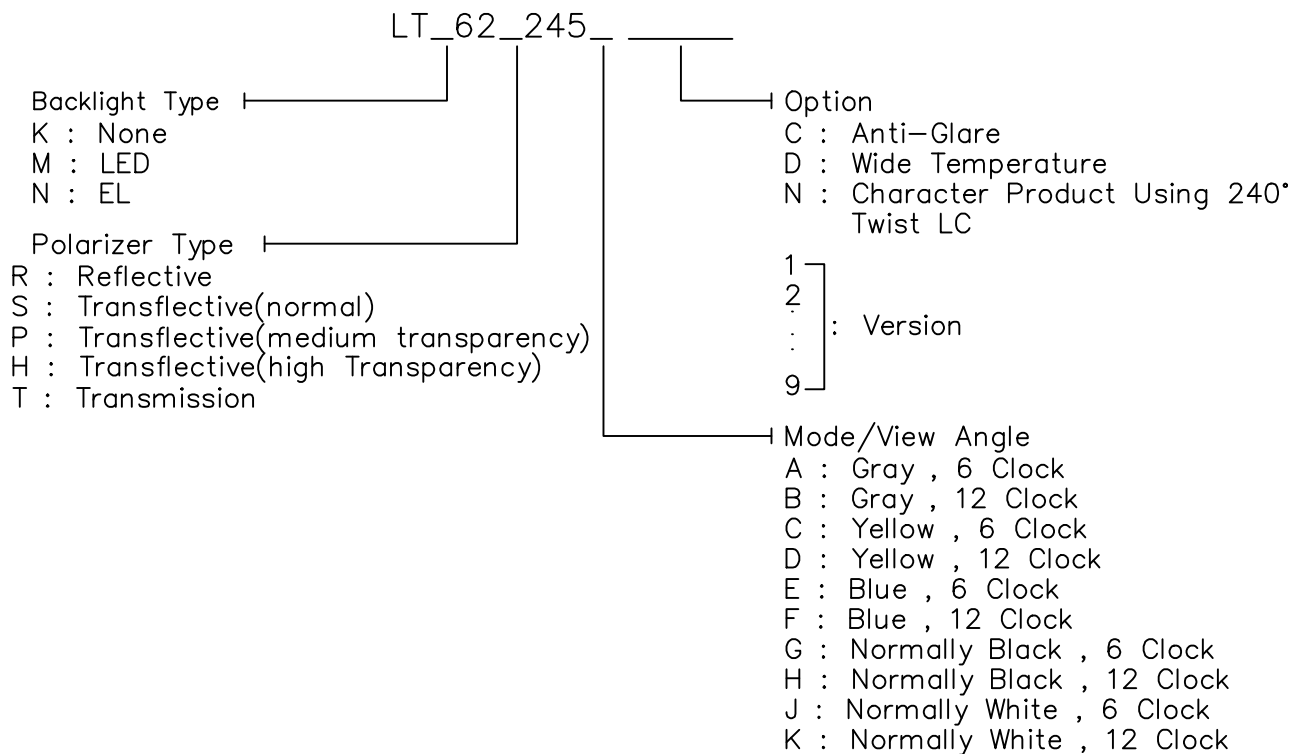 LT_62_245_ _____
Backlight Type
K : None
M : LED
N : EL
Polarizer Type
R : Reflective
S : Transflective(normal)
P : Transflective(medium transparency)
H : Transflective(high Transparency)
T : Transmission
Option
C : Anti-Glare
D : Wide Temperature
N : Character Product Using 240°
Twist LC
1
2
.
.
.
: Version
9
Mode/View Angle
A : Gray , 6 Clock
B : Gray , 12 Clock
C : Yellow , 6 Clock
D : Yellow , 12 Clock
E : Blue , 6 Clock
F : Blue , 12 Clock
G : Normally Black , 6 Clock
H : Normally Black , 12 Clock
J : Normally White , 6 Clock
K : Normally White , 12 Clock